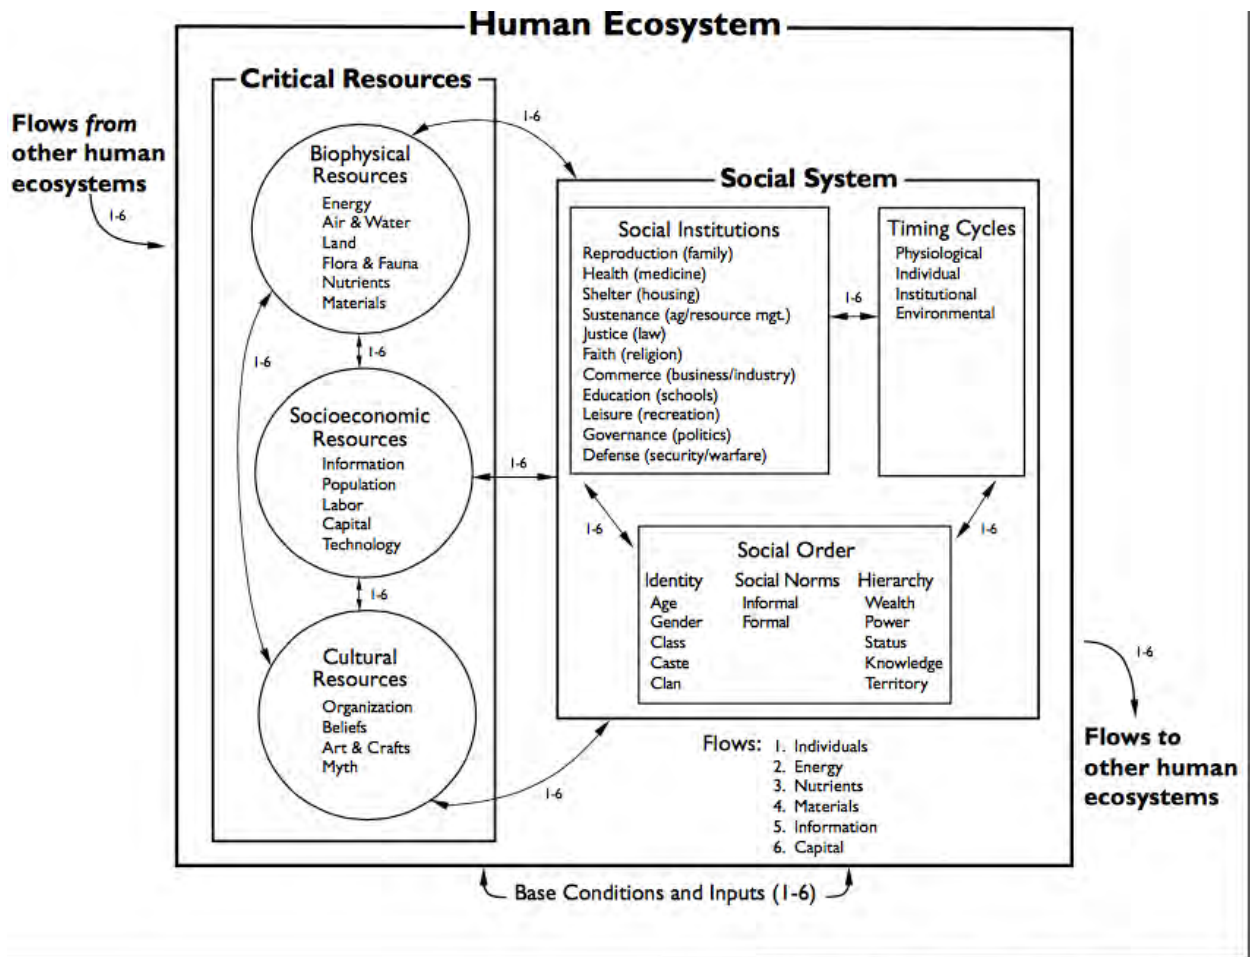 Human Ecosystem
Critical Resources
Flows from
other human
ecosystems
1-6
Biophysical
Resources
Energy
Air & Water
Land
Flora & Fauna
Nutrients
Materials
1-6
1-6
1-6
Socioeconomic
Resources
Information
Population
Labor
Capital
Technology
1-6
1-6
Cultural
Resources
Organization
Beliefs
Art & Crafts
Myth
1-6
Social System
Social Institutions
Reproduction (family)
Health (medicine)
Shelter (housing)
Sustenance (ag/resource mgt.)
Justice (law)
Faith (religion)
Commerce (business/industry)
Education (schools)
Leisure (recreation)
Governance (politics)
Defense (security/warfare)
1-6
Timing Cycles
Physiological
Individual
Institutional
Environmental
1-6
1-6
Social Order
Identity
Age
Gender
Class
Caste
Clan
Social Norms
Informal
Formal
Hierarchy
Wealth
Power
Status
Knowledge
Territory
1-6
Flows to
other human
ecosystems
Flows: 1. Individuals
2. Energy
3. Nutrients
4. Materials
5. Information
6. Capital
Base Conditions and Inputs (1-6)